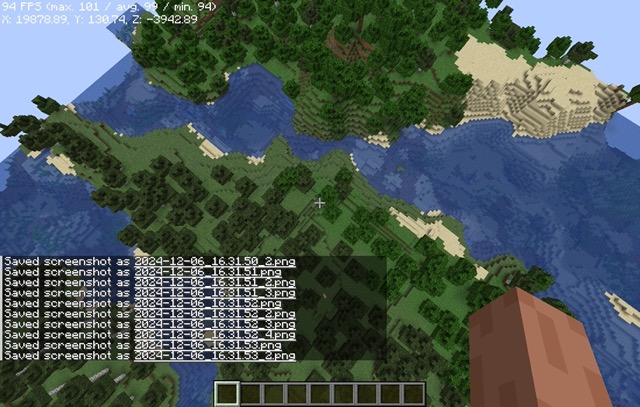 94 FPS (max. 101 / avg. 99 / min. 94)
X: 19878.89, Y: 130.74, Z: -3942.89
Saved screenshot as 2024-12-06_16.31.50_2.png
Saved screenshot as 2024-12-06_16.31.51.png
Saved screenshot as 2024-12-06_16.31.51_2.png
Saved screenshot as 2024-12-06_16.31.51_3.png
Saved screenshot as 2024-12-06_16.31.52.png
Saved screenshot as 2024-12-06_16.31.52_2.png
Saved screenshot as 2024-12-06_16.31.52_3.png
Saved screenshot as 2024-12-06_16.31.52_4.png
Saved screenshot as 2024-12-06_16.31.53.png
Saved screenshot as 2024-12-06_16.31.53_2.png